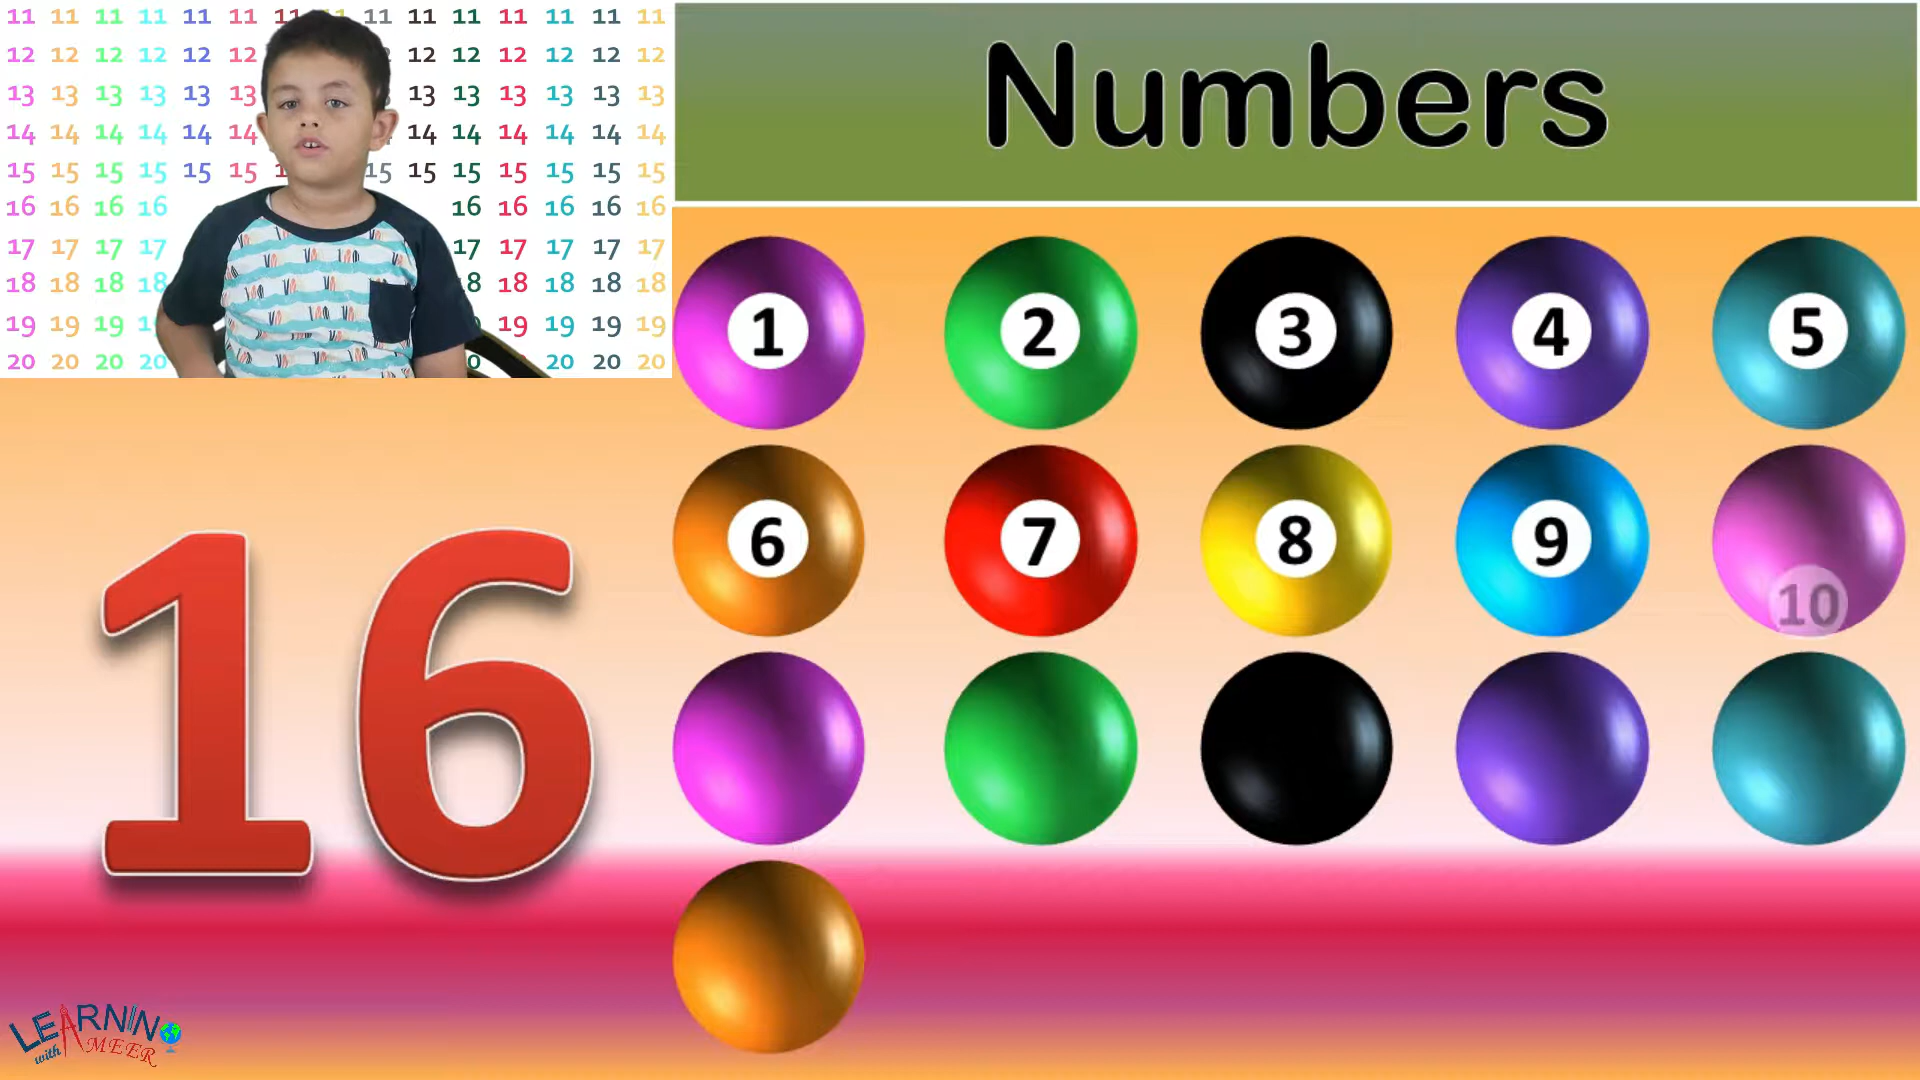 11 11 11 11 11 11 11 11 11 11 11 11 11 11 11
12 12 12 12 12 12 12 12 12 12 12 12
13 13 13 13 13 13 13 13 13 13 13 13
14 14 14 14 14 14 14 14 14 14 14 14
15 15 15 15 15 15 15 15 15 15 15 15 15
16 16 16 16 16 16 16 16 16
17 17 17 17 17 17 17 17 17
18 18 18 18 18 18 18 18
19 19 19 19 19 19 19
20 20 20 20 20 20 20
Numbers
1 2 3 4 5
6 7 8 9 10
16
LEARNING
with AMEER